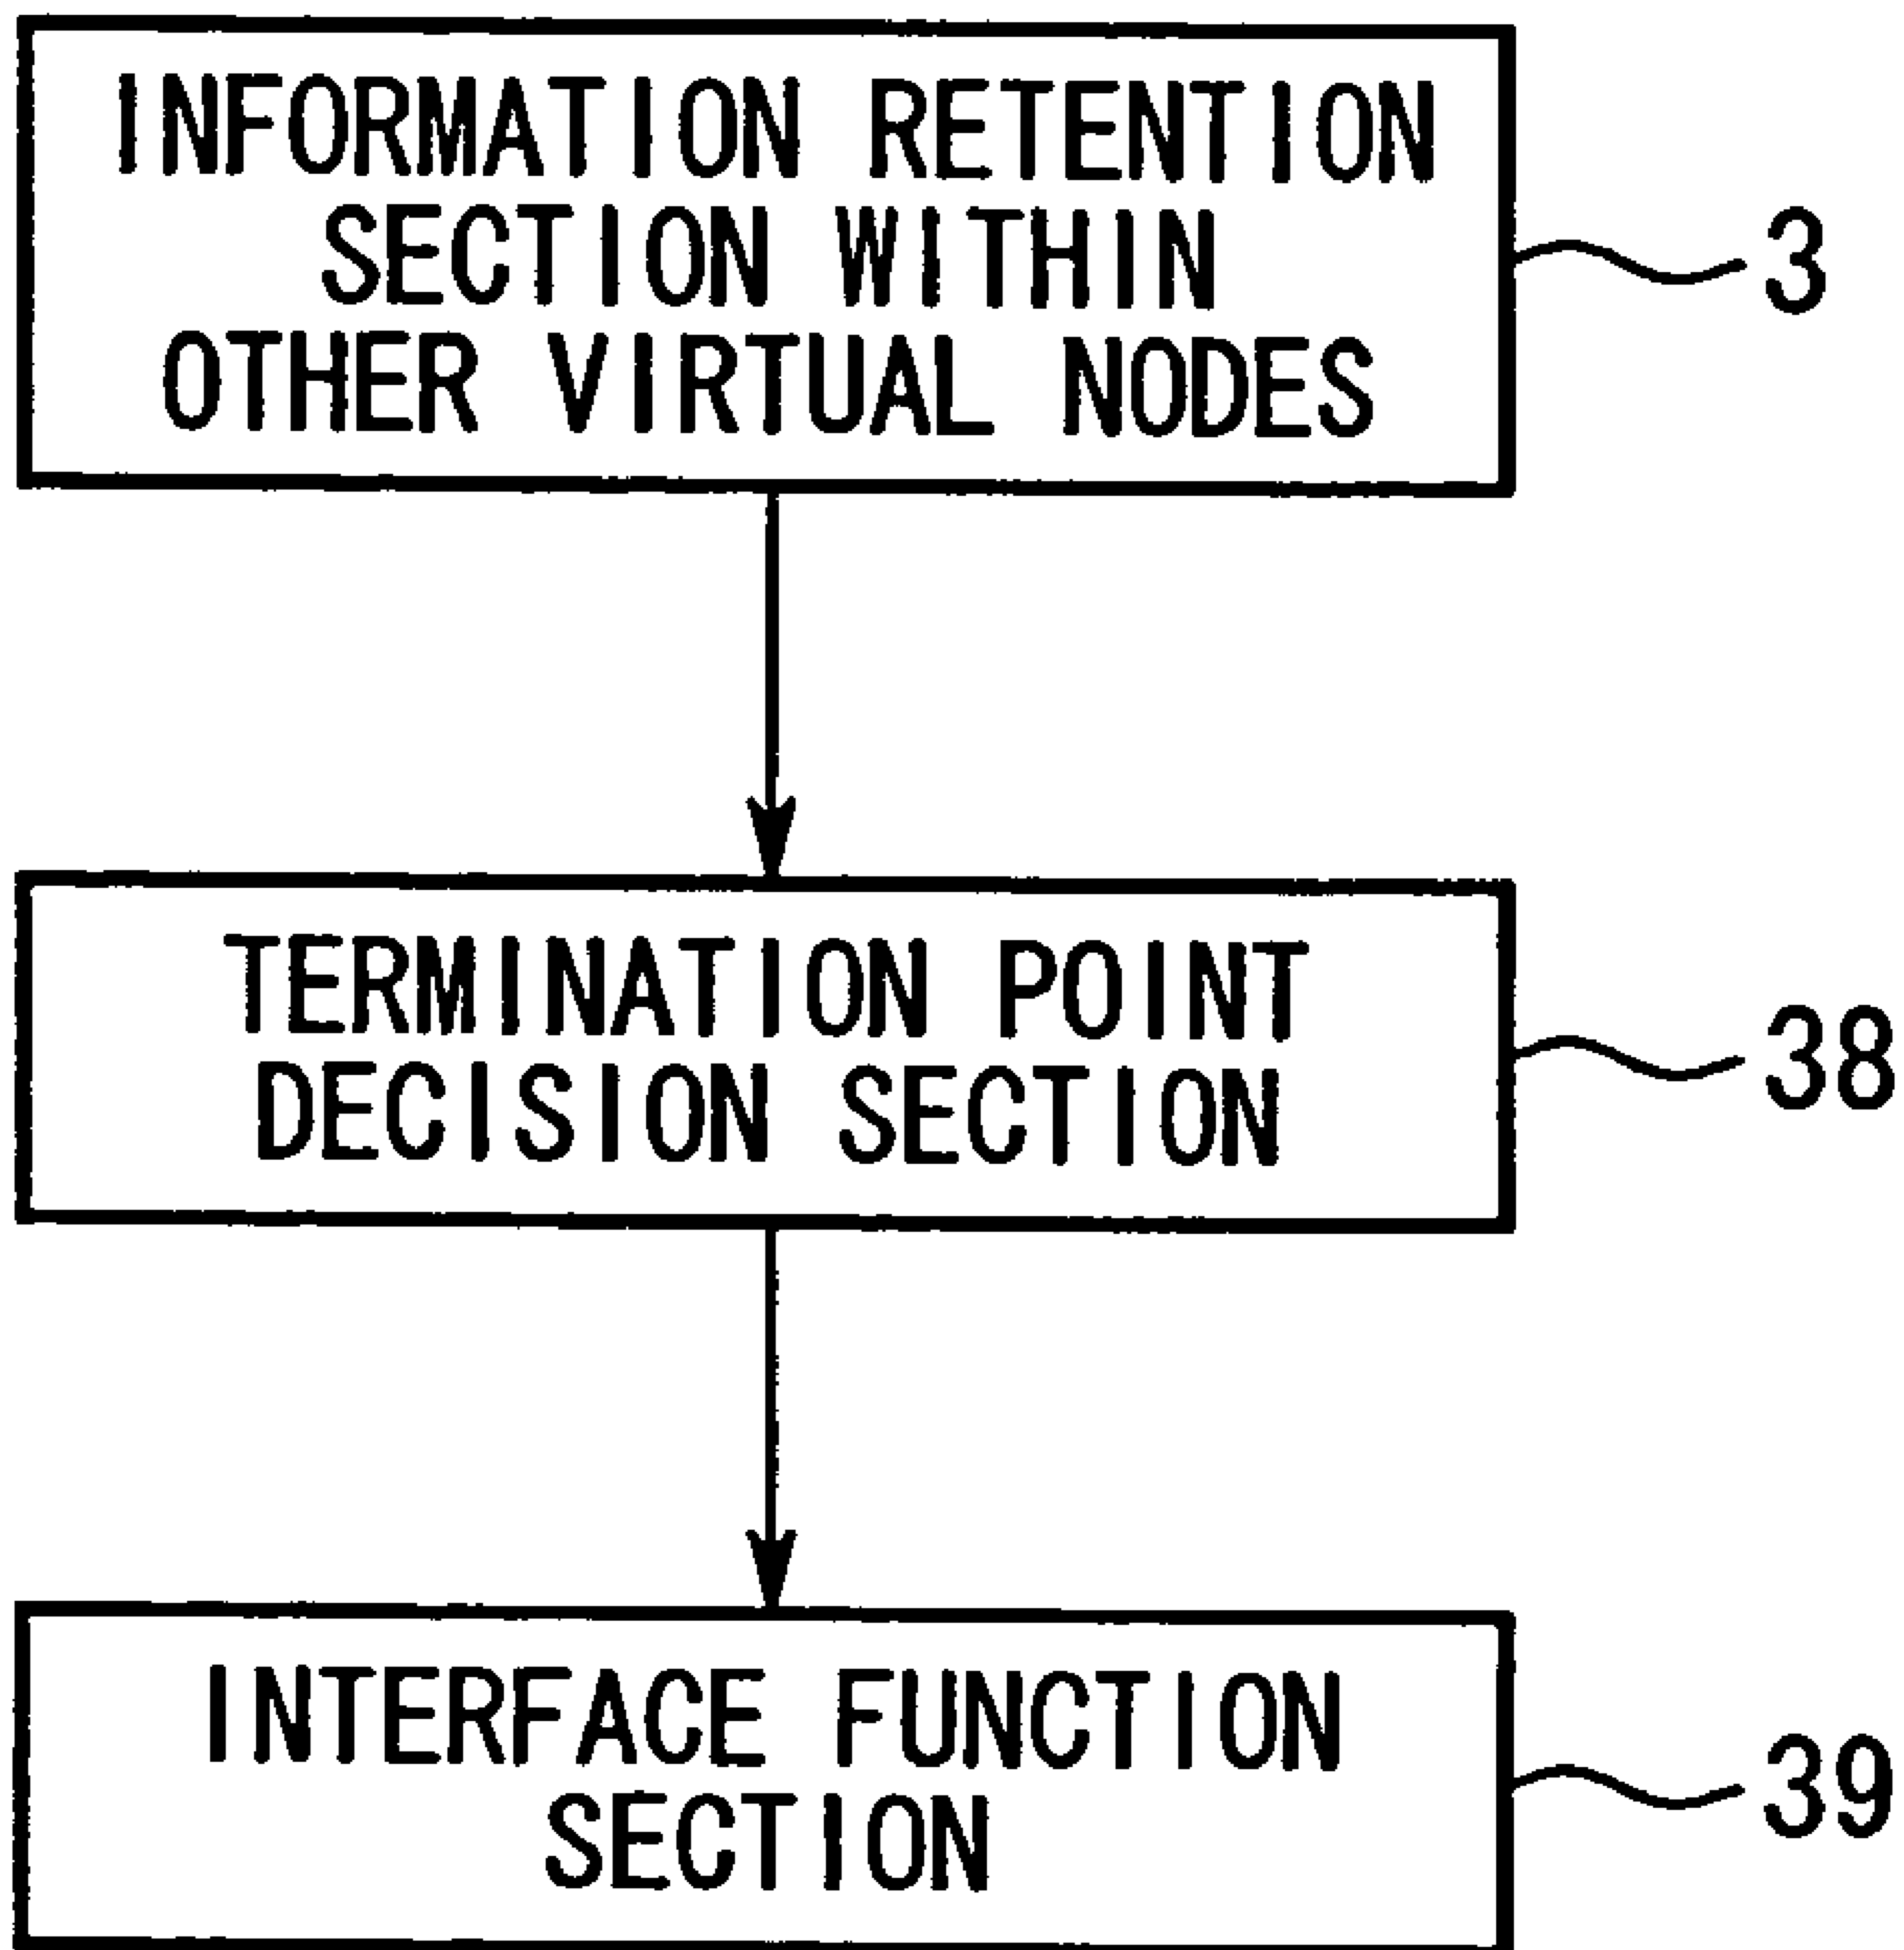 INFORMATION RETENTION
SECTION WITHIN
OTHER VIRTUAL NODES
3
TERMINATION POINT
DECISION SECTION
38
INTERFACE FUNCTION
SECTION
39